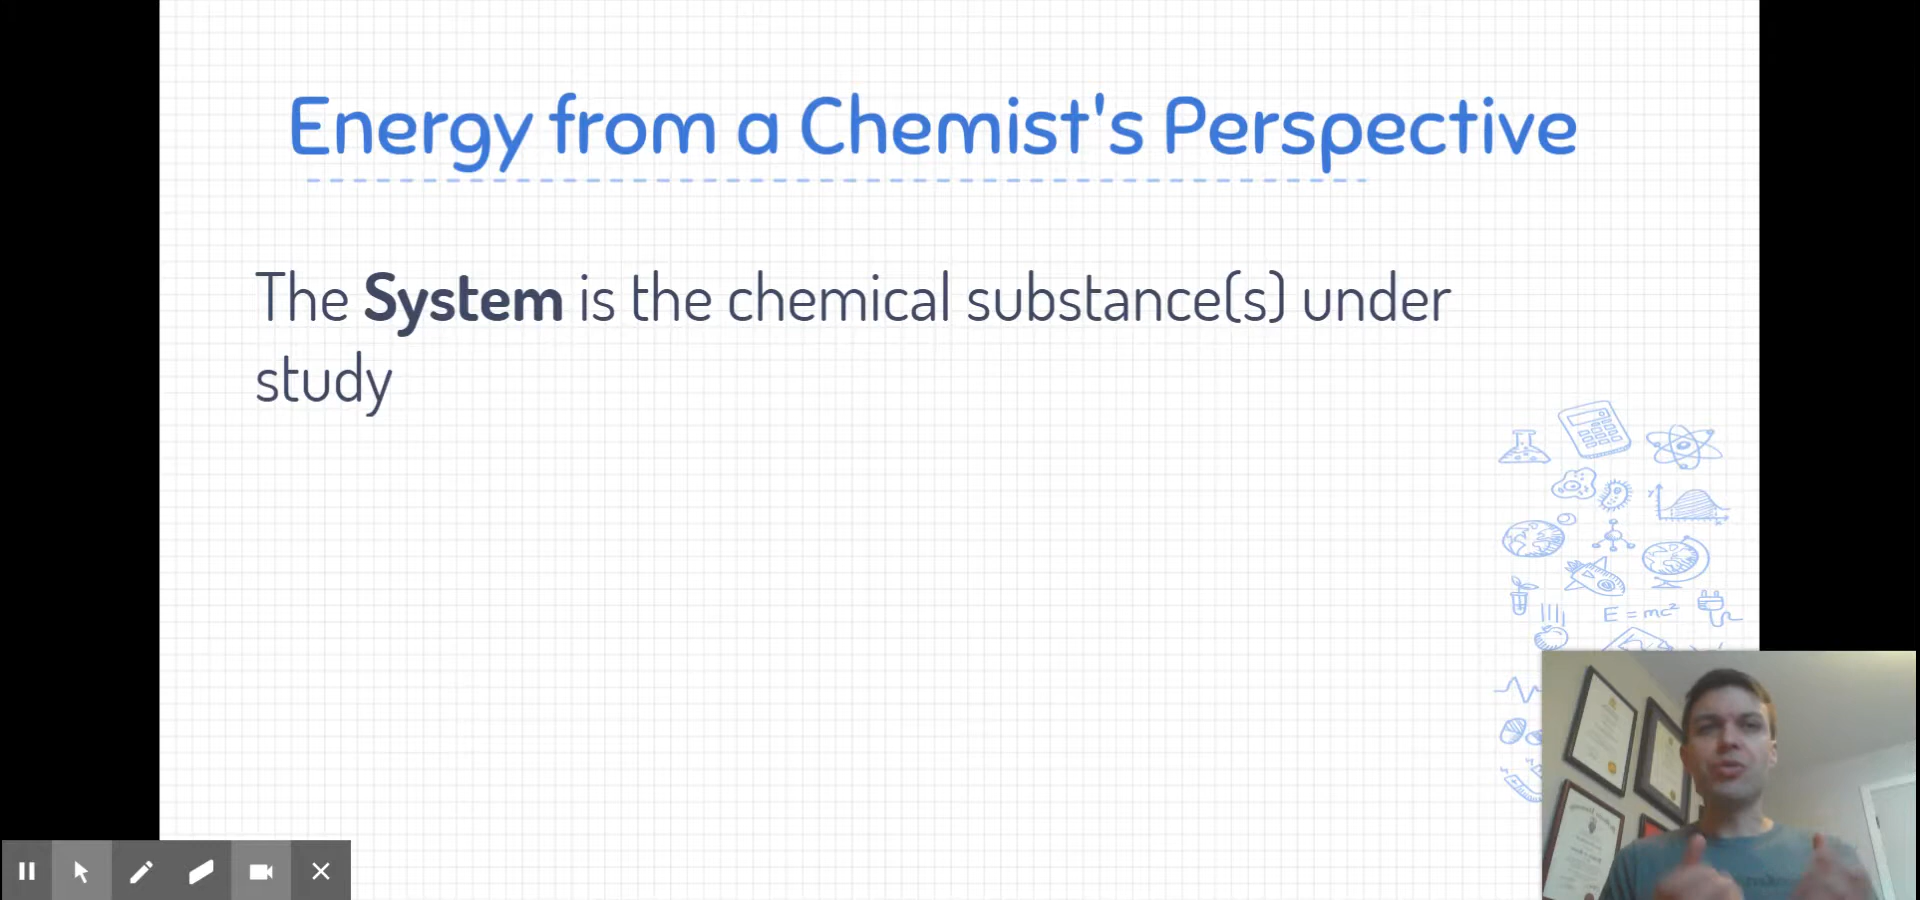 Energy from a Chemist's Perspective
The System is the chemical substance(s) under
study
E = mc²